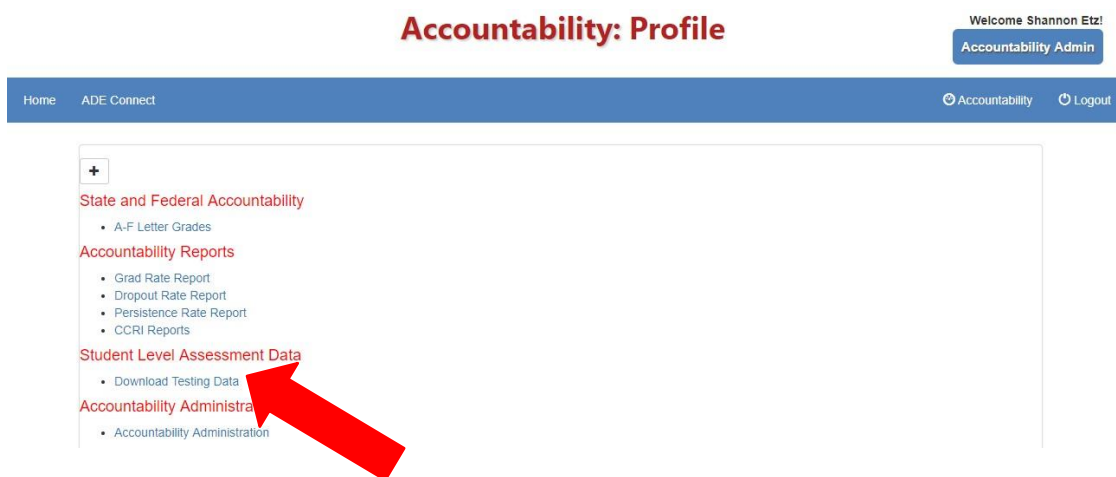 Accountability: Profile
Welcome Shannon Etz!
Accountability Admin
Home ADE Connect Accountability Logout
+
State and Federal Accountability
• A-F Letter Grades
Accountability Reports
• Grad Rate Report
• Dropout Rate Report
• Persistence Rate Report
• CCRI Reports
Student Level Assessment Data
• Download Testing Data
Accountability Administra
• Accountability Administration